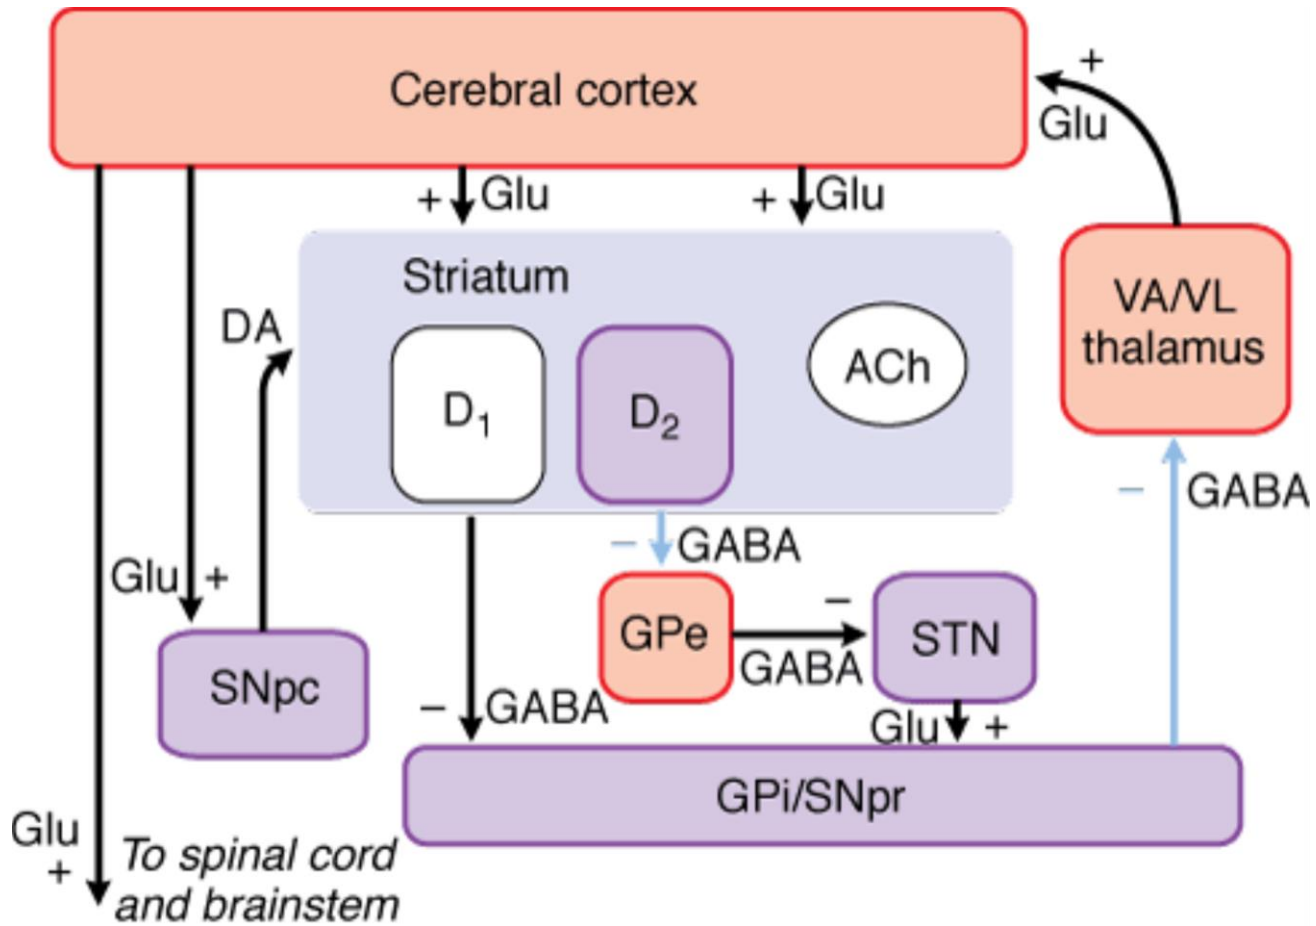 Cerebral cortex
+
Glu
+ Glu
+ Glu
Striatum
DA
D₁
D₂
ACh
VA/VL
thalamus
– GABA
– GABA
Glu +
SNpc
GPe
–
GABA
STN
– GABA
Glu +
GPi/SNpr
Glu
+
To spinal cord
and brainstem